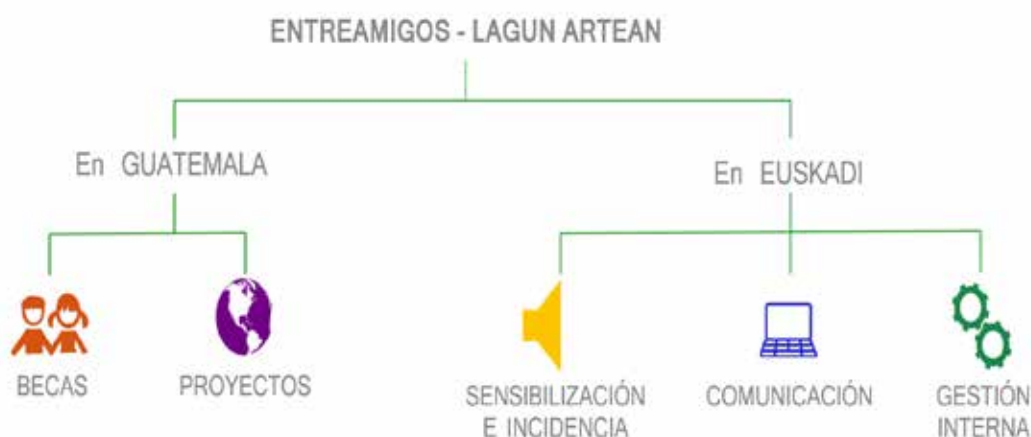 ENTREAMIGOS - LAGUN ARTEAN
En GUATEMALA
En EUSKADI
BECAS
PROYECTOS
SENSIBILIZACIÓN
E INCIDENCIA
COMUNICACIÓN
GESTIÓN
INTERNA